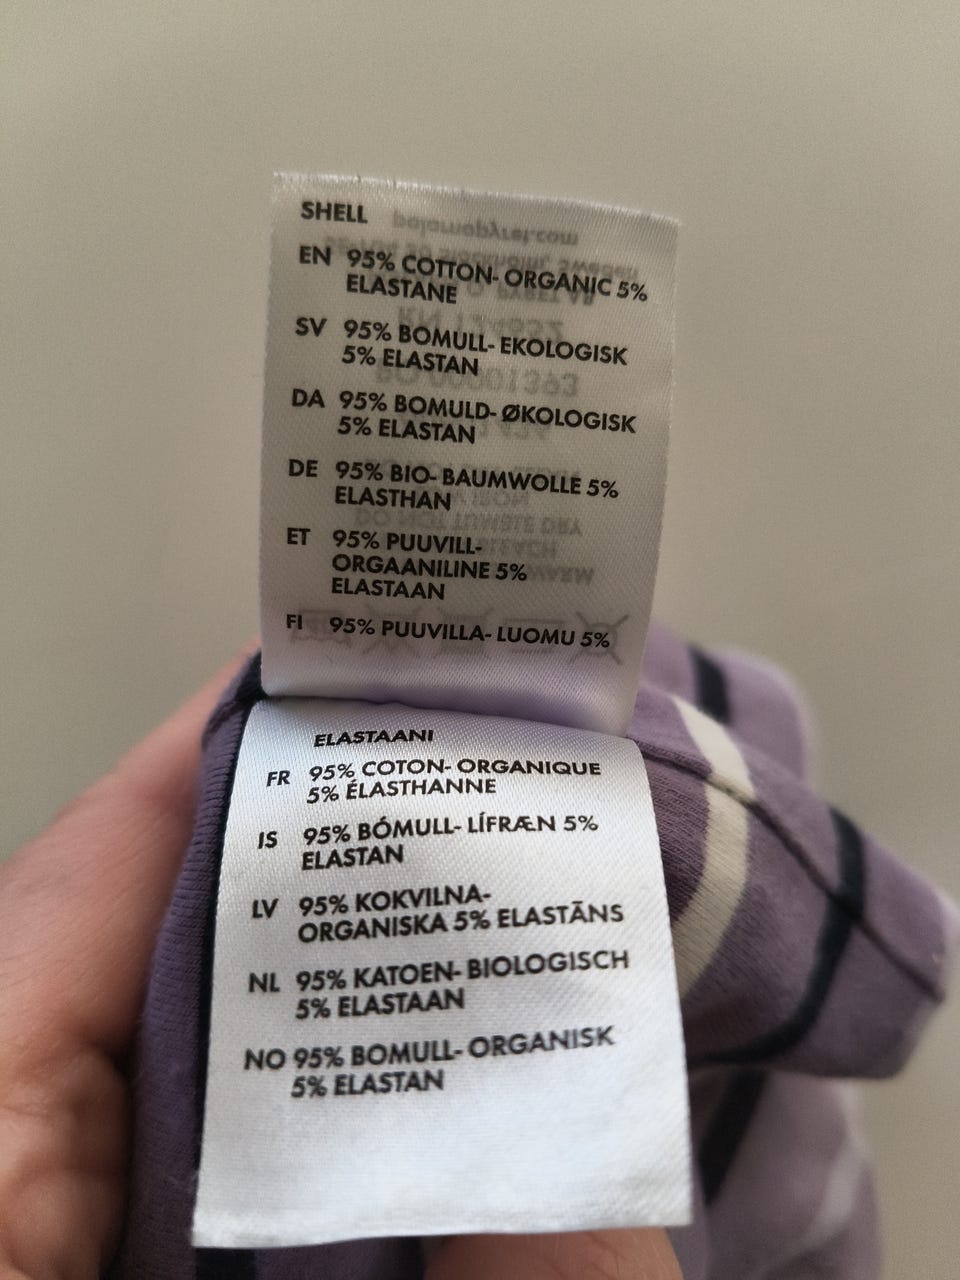 SHELL
EN 95% COTTON- ORGANIC 5%
ELASTANE
SV 95% BOMULL- EKOLOGISK
5% ELASTAN
DA 95% BOMULD- ØKOLOGISK
5% ELASTAN
DE 95% BIO- BAUMWOLLE 5%
ELASTHAN
ET 95% PUUVILL-
ORGAANILINE 5%
ELASTAAN
FI 95% PUUVILLA- LUOMU 5%
ELASTAANI
FR 95% COTON- ORGANIQUE
5% ÉLASTHANNE
IS 95% BÓMULL- LÍFRÆN 5%
ELASTAN
LV 95% KOKVILNA-
ORGANISKA 5% ELASTĀNS
NL 95% KATOEN- BIOLOGISCH
5% ELASTAAN
NO 95% BOMULL- ORGANISK
5% ELASTAN